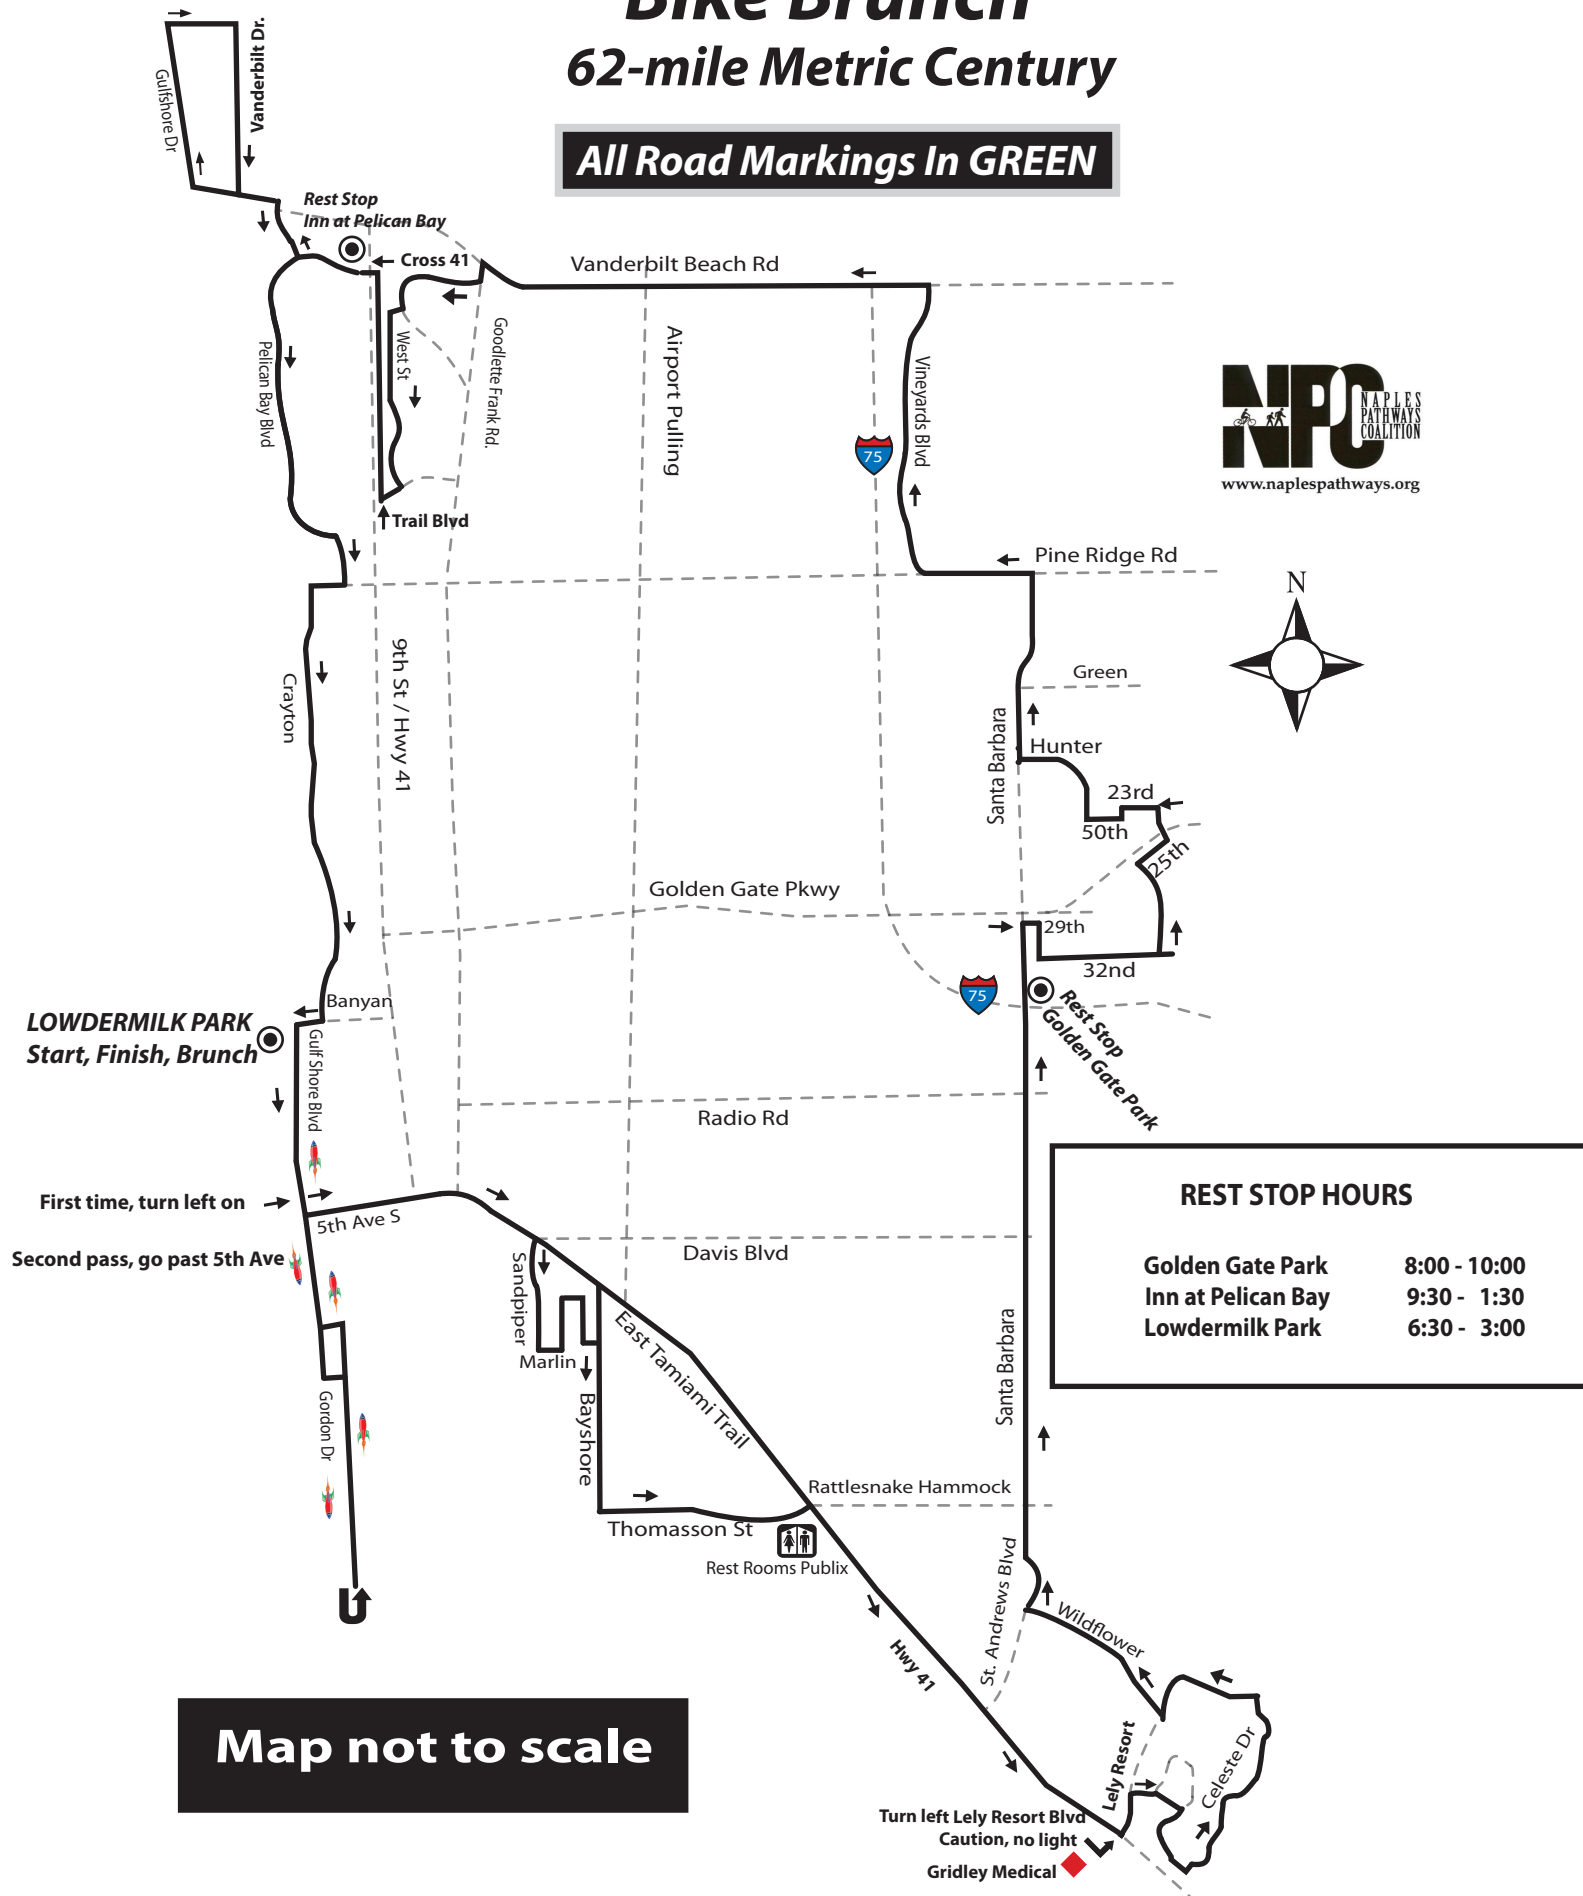 Bike Brunch
62-mile Metric Century
All Road Markings In GREEN
Gulfshore Dr
Vanderbilt Dr.
Rest Stop
Inn at Pelican Bay
Cross 41
Vanderbilt Beach Rd
Pelican Bay Blvd
West St
Goodlette Frank Rd.
Airport Pulling
75
Vineyards Blvd
NPC
NAPLES
PATHWAYS
COALITION
www.naplespathways.org
Trail Blvd
Pine Ridge Rd
N
Crayton
9th St / Hwy 41
Green
Santa Barbara
Hunter
23rd
50th
25th
Golden Gate Pkwy
29th
32nd
75
Rest Stop
Golden Gate Park
Banyan
LOWDERMILK PARK
Start, Finish, Brunch
Gulf Shore Blvd
Radio Rd
First time, turn left on
5th Ave S
Second pass, go past 5th Ave
Davis Blvd
Sandpiper
Marlin
East Tamiami Trail
Bayshore
Gordon Dr
Santa Barbara
REST STOP HOURS
Golden Gate Park 8:00 - 10:00
Inn at Pelican Bay 9:30 - 1:30
Lowdermilk Park 6:30 - 3:00
Rattlesnake Hammock
Thomasson St
Rest Rooms Publix
U
St. Andrews Blvd
Wildflower
Hwy 41
Map not to scale
Lely Resort
Celeste Dr
Turn left Lely Resort Blvd
Caution, no light
Gridley Medical